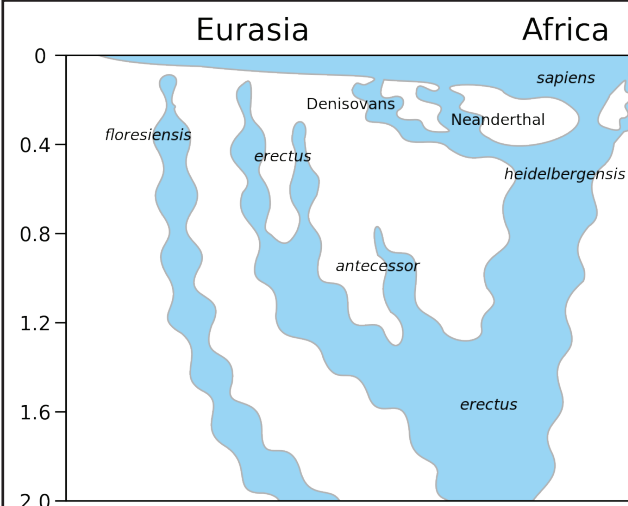 Eurasia Africa
0
sapiens
Denisovans
Neanderthal
floresiensis
0.4
erectus
heidelbergensis
0.8
antecessor
1.2
erectus
1.6
2.0